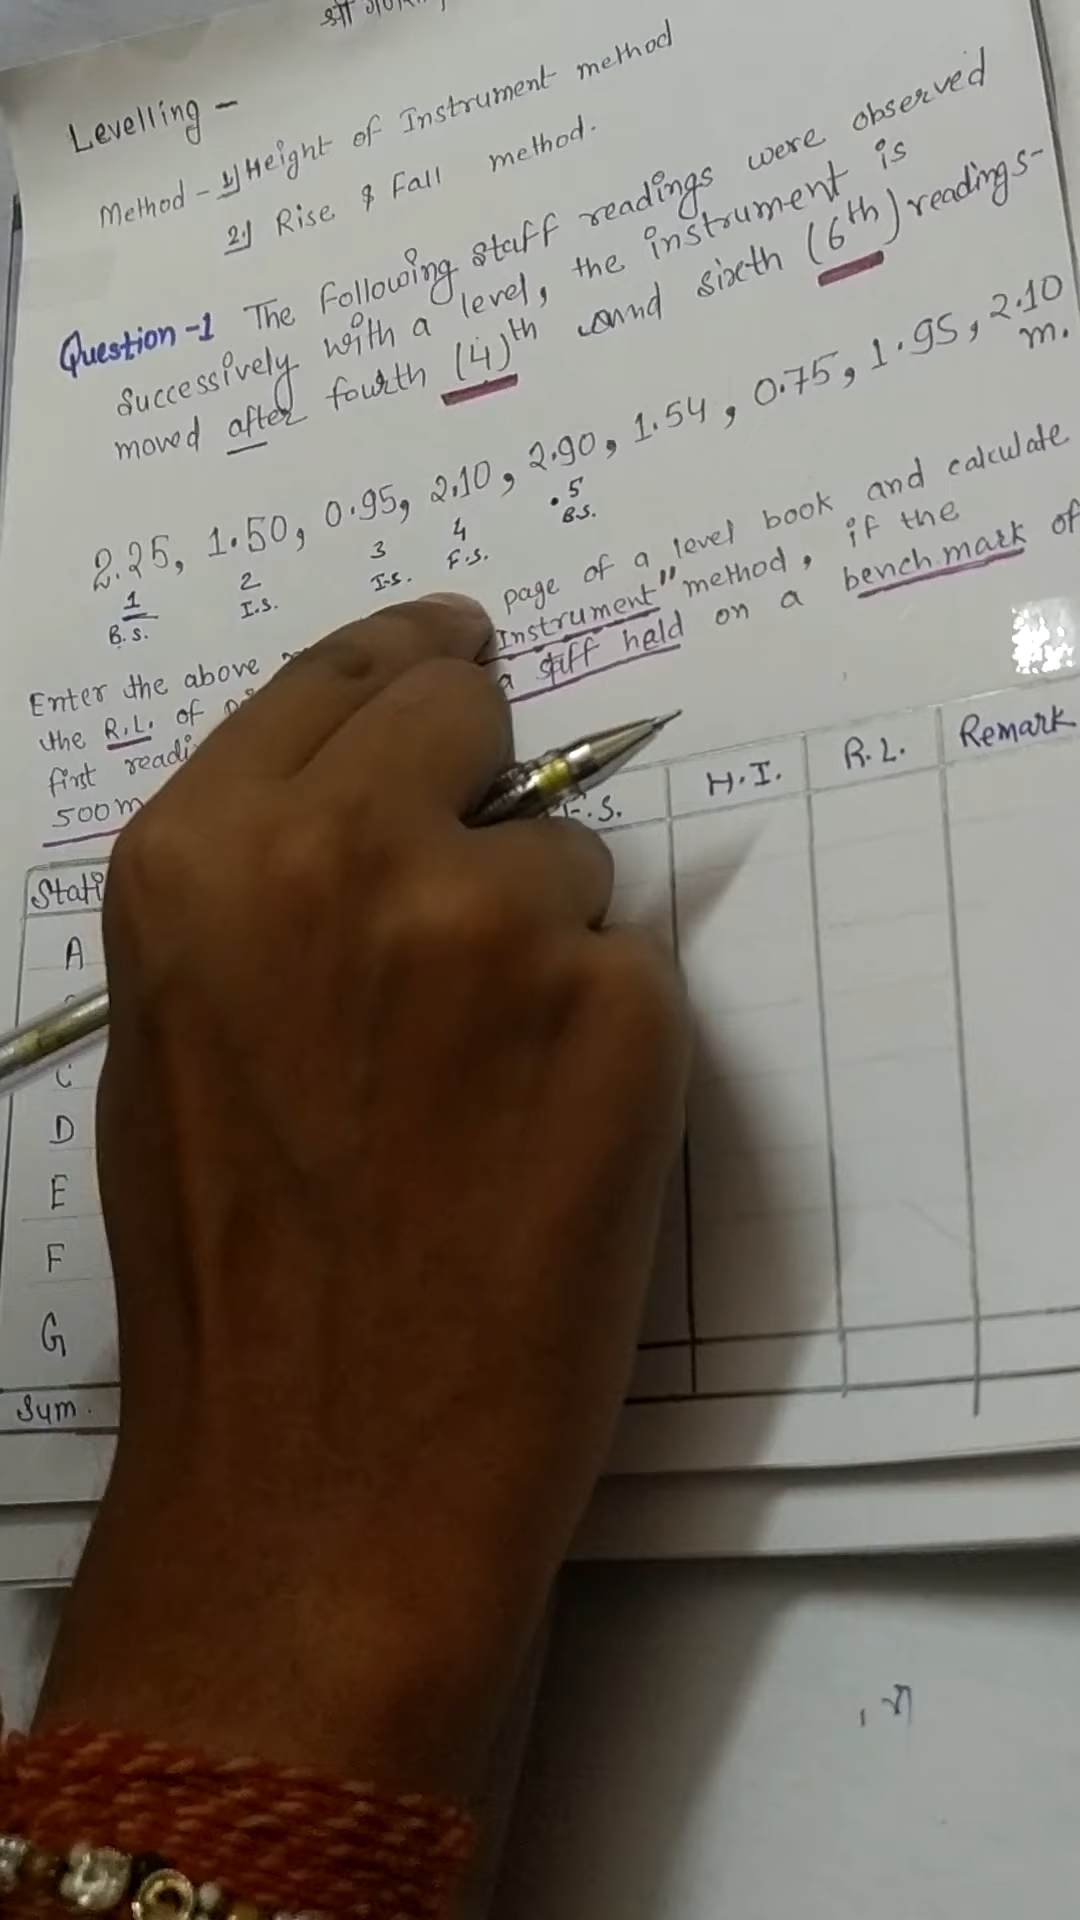 श्री
Levelling -
Method - 1) Height of Instrument method
2.) Rise & Fall method.
Question-1 The following staff readings were observed
successively with a level, the instrument is
moved after fourth (4)th and sixth (6th) readings-
2.25, 1.50, 0.95, 2.10, 2.90, 1.54, 0.75, 1.95, 2.10 m.
1 2 3 4 .5
B.S. I.S. I.S. F.S. B.S.
Enter the above page of a level book and calculate
the R.L. of Instrument" method, if the
first readi a staff held on a bench.mark of
500m
Stati F.S. H.I. R.L. Remark
A
C
D
E
F
G
Sum.